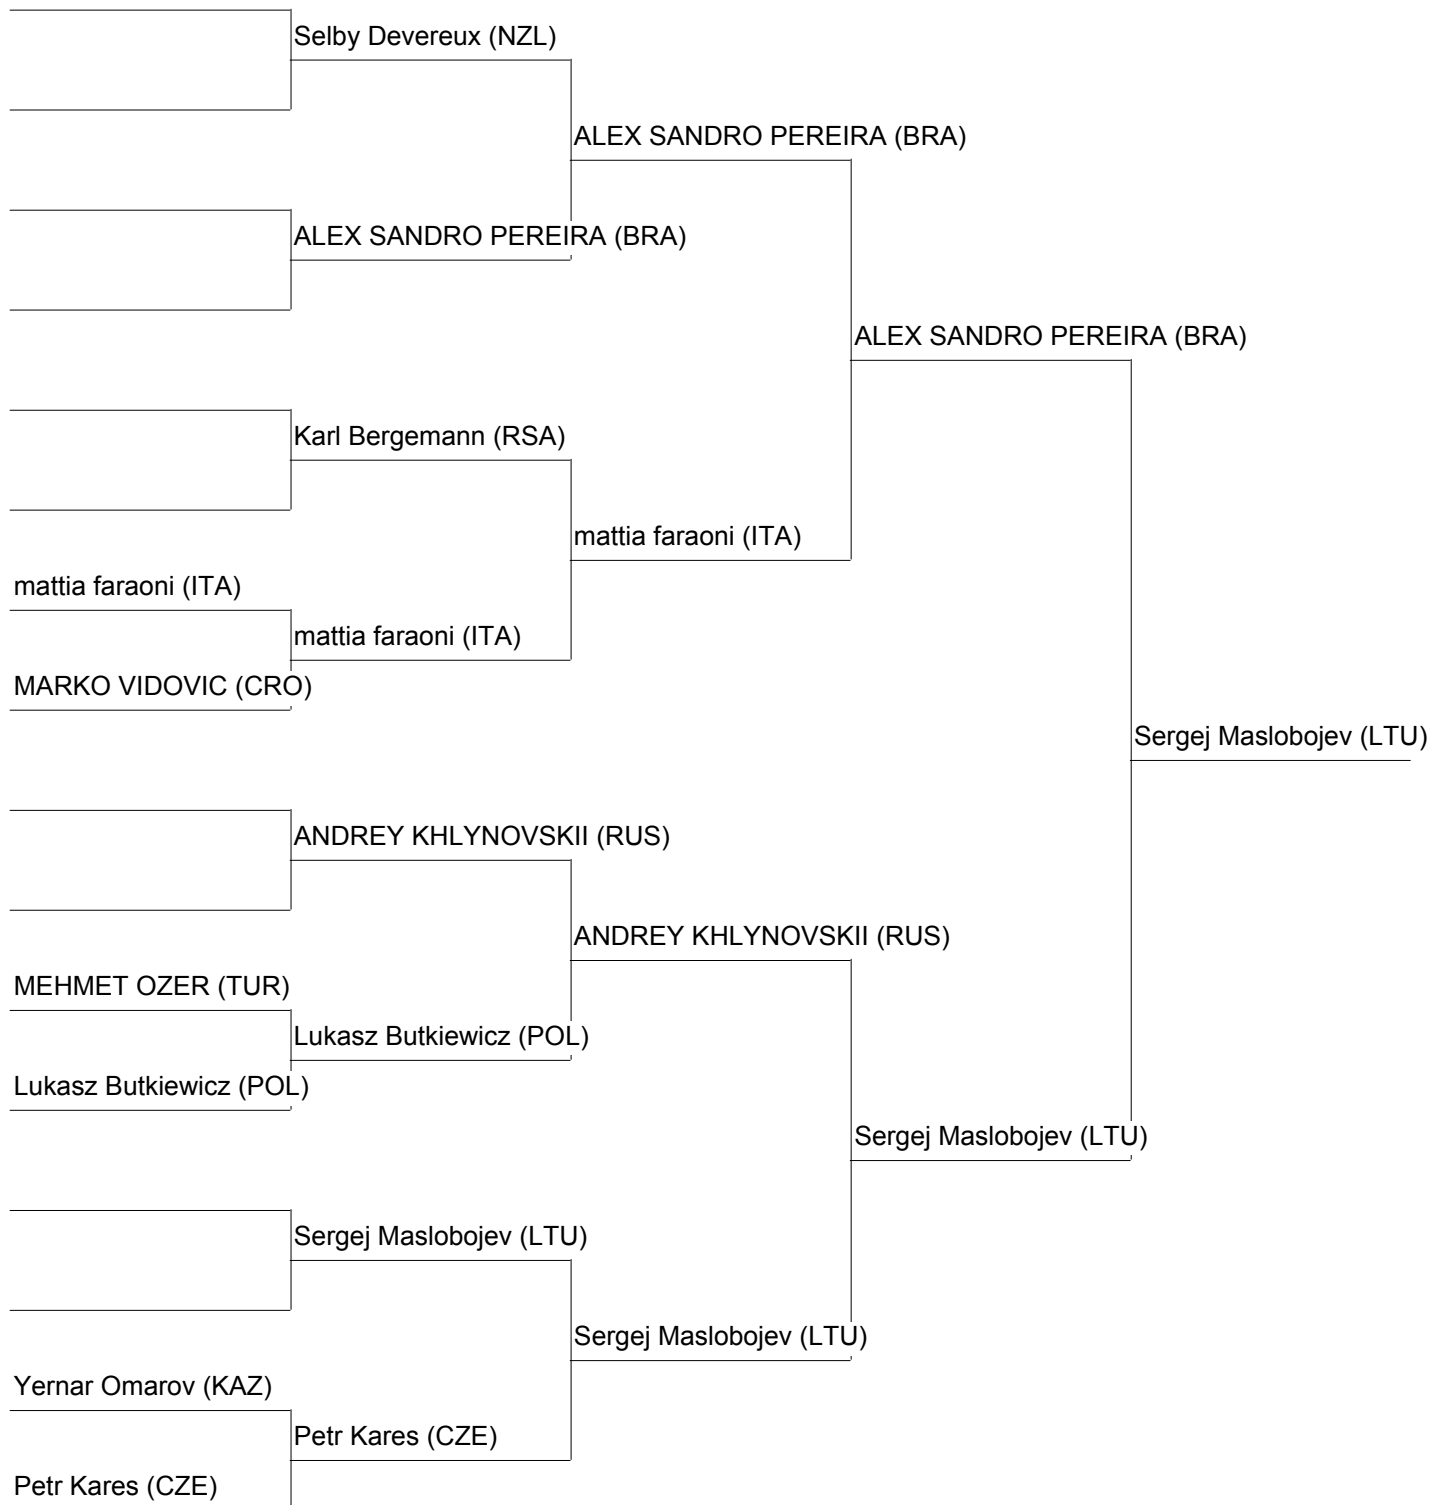 Selby Devereux (NZL)
ALEX SANDRO PEREIRA (BRA)
ALEX SANDRO PEREIRA (BRA)
ALEX SANDRO PEREIRA (BRA)
Karl Bergemann (RSA)
mattia faraoni (ITA)
mattia faraoni (ITA)
mattia faraoni (ITA)
MARKO VIDOVIC (CRO)
Sergej Maslobojev (LTU)
ANDREY KHLYNOVSKII (RUS)
ANDREY KHLYNOVSKII (RUS)
MEHMET OZER (TUR)
Lukasz Butkiewicz (POL)
Lukasz Butkiewicz (POL)
Sergej Maslobojev (LTU)
Sergej Maslobojev (LTU)
Sergej Maslobojev (LTU)
Yernar Omarov (KAZ)
Petr Kares (CZE)
Petr Kares (CZE)